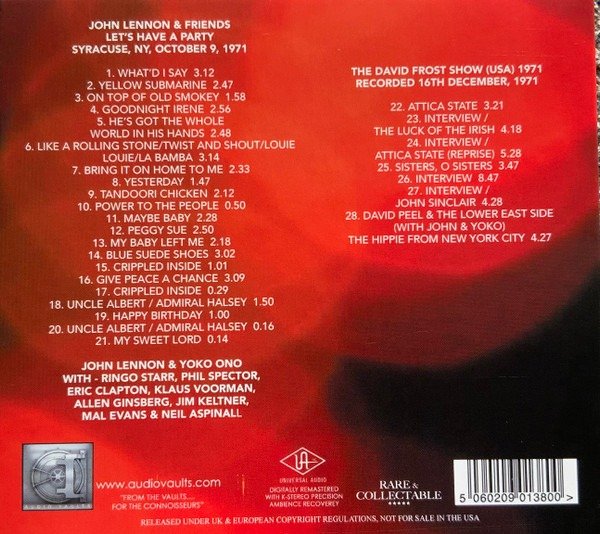 JOHN LENNON & FRIENDS
LET'S HAVE A PARTY
SYRACUSE, NY, OCTOBER 9, 1971
1. WHAT'D I SAY 3.12
2. YELLOW SUBMARINE 2.47
3. ON TOP OF OLD SMOKEY 1.58
4. GOODNIGHT IRENE 2.56
5. HE'S GOT THE WHOLE
WORLD IN HIS HANDS 2.48
6. LIKE A ROLLING STONE/TWIST AND SHOUT/LOUIE
LOUIE/LA BAMBA 3.14
7. BRING IT ON HOME TO ME 2.33
8. YESTERDAY 1.47
9. TANDOORI CHICKEN 2.12
10. POWER TO THE PEOPLE 0.50
11. MAYBE BABY 2.28
12. PEGGY SUE 2.50
13. MY BABY LEFT ME 2.18
14. BLUE SUEDE SHOES 3.02
15. CRIPPLED INSIDE 1.01
16. GIVE PEACE A CHANCE 3.09
17. CRIPPLED INSIDE 0.29
18. UNCLE ALBERT / ADMIRAL HALSEY 1.50
19. HAPPY BIRTHDAY 1.00
20. UNCLE ALBERT / ADMIRAL HALSEY 0.16
21. MY SWEET LORD 0.14
JOHN LENNON & YOKO ONO
WITH - RINGO STARR, PHIL SPECTOR,
ERIC CLAPTON, KLAUS VOORMAN,
ALLEN GINSBERG, JIM KELTNER,
MAL EVANS & NEIL ASPINALL
THE DAVID FROST SHOW (USA) 1971
RECORDED 16TH DECEMBER, 1971
22. ATTICA STATE 3.21
23. INTERVIEW /
THE LUCK OF THE IRISH 4.18
24. INTERVIEW /
ATTICA STATE (REPRISE) 5.28
25. SISTERS, O SISTERS 3.47
26. INTERVIEW 8.47
27. INTERVIEW /
JOHN SINCLAIR 4.28
28. DAVID PEEL & THE LOWER EAST SIDE
(WITH JOHN & YOKO)
THE HIPPIE FROM NEW YORK CITY 4.27
AUDIO VAULTS
www.audiovaults.com
"FROM THE VAULTS....
FOR THE CONNOISSEURS"
UA
UNIVERSAL AUDIO
DIGITALLY REMASTERED
WITH K-STEREO PRECISION
AMBIENCE RECOVERELY
RARE &
COLLECTABLE
5 060209 013800 >
RELEASED UNDER UK & EUROPEAN COPYRIGHT REGULATIONS, NOT FOR SALE IN THE USA